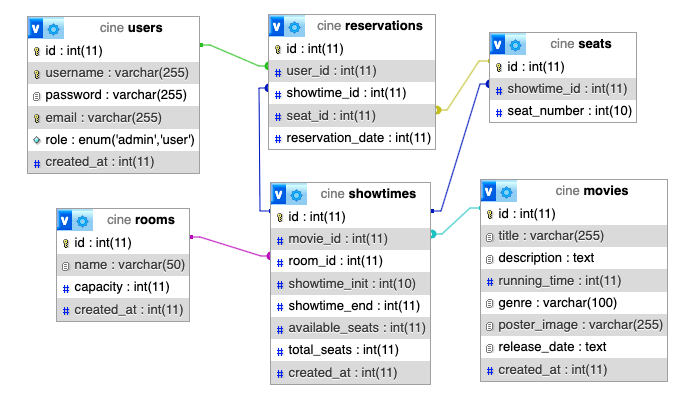 v cine users
id : int(11)
username : varchar(255)
password : varchar(255)
email : varchar(255)
role : enum('admin','user')
# created_at : int(11)
v cine reservations
id : int(11)
# user_id : int(11)
# showtime_id : int(11)
# seat_id : int(11)
# reservation_date : int(11)
v cine seats
id : int(11)
# showtime_id : int(11)
# seat_number : int(10)
v cine rooms
id : int(11)
name : varchar(50)
# capacity : int(11)
# created_at : int(11)
v cine showtimes
id : int(11)
# movie_id : int(11)
# room_id : int(11)
# showtime_init : int(10)
# showtime_end : int(11)
# available_seats : int(11)
# total_seats : int(11)
# created_at : int(11)
v cine movies
id : int(11)
title : varchar(255)
description : text
# running_time : int(11)
genre : varchar(100)
poster_image : varchar(255)
release_date : text
# created_at : int(11)